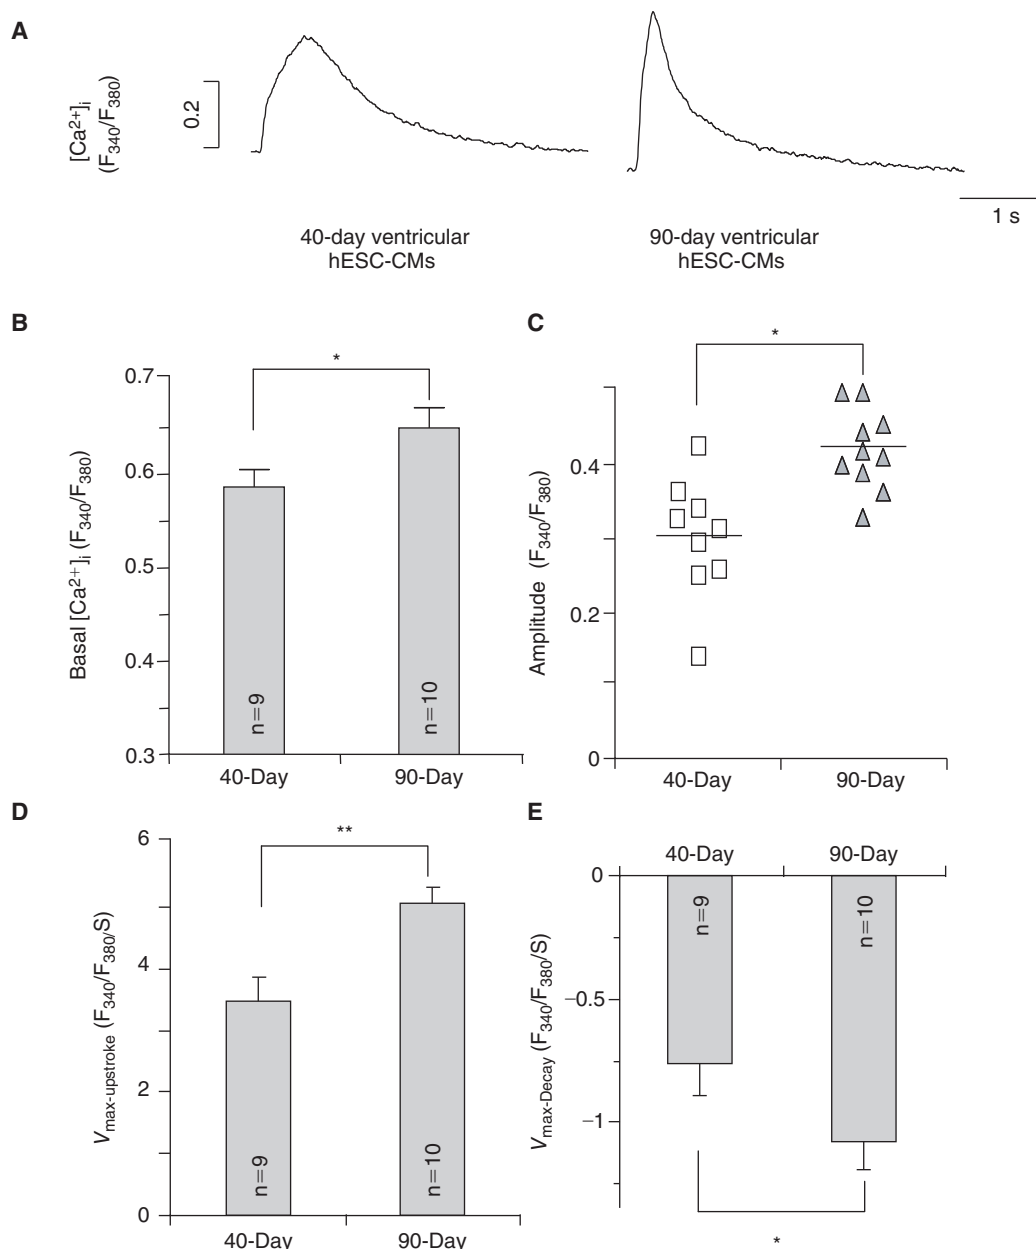 A
[Ca²⁺]ᵢ
(F₃₄₀/F₃₈₀)
0.2
1 s
40-day ventricular
hESC-CMs
90-day ventricular
hESC-CMs
B
*
0.7
0.6
0.5
0.4
0.3
Basal [Ca²⁺]ᵢ (F₃₄₀/F₃₈₀)
n=9
n=10
40-Day
90-Day
C
*
0.4
0.2
0
Amplitude (F₃₄₀/F₃₈₀)
40-Day
90-Day
D
**
6
4
2
0
Vmax-upstroke (F₃₄₀/F₃₈₀/S)
n=9
n=10
40-Day
90-Day
E
40-Day
90-Day
0
−0.5
−1
Vmax-Decay (F₃₄₀/F₃₈₀/S)
n=9
n=10
*